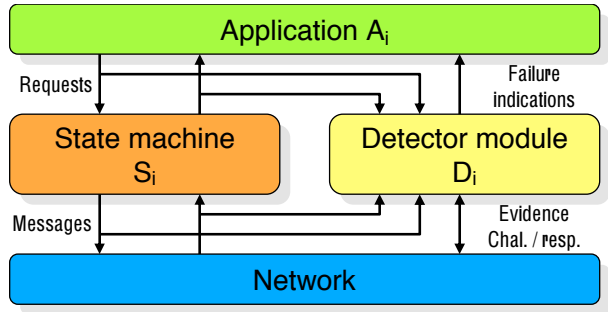 Application Ai
Requests
Failure
indications
State machine
Si
Detector module
Di
Messages
Evidence
Chal. / resp.
Network